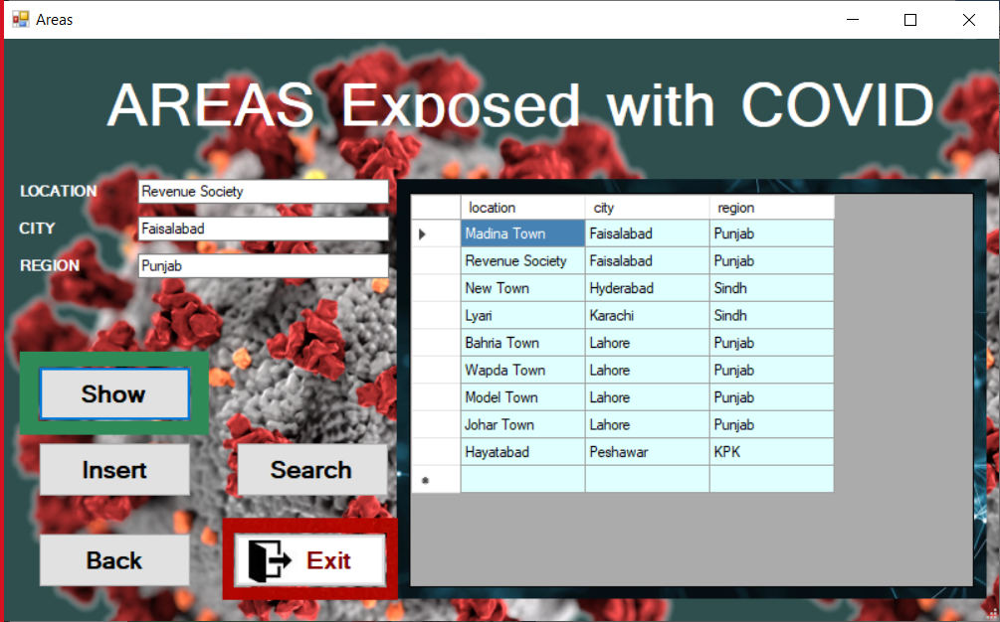 Areas
AREAS Exposed with COVID
LOCATION Revenue Society
CITY Faisalabad
REGION Punjab
Show
Insert
Search
Back
Exit
location city region
Madina Town Faisalabad Punjab
Revenue Society Faisalabad Punjab
New Town Hyderabad Sindh
Lyari Karachi Sindh
Bahria Town Lahore Punjab
Wapda Town Lahore Punjab
Model Town Lahore Punjab
Johar Town Lahore Punjab
Hayatabad Peshawar KPK